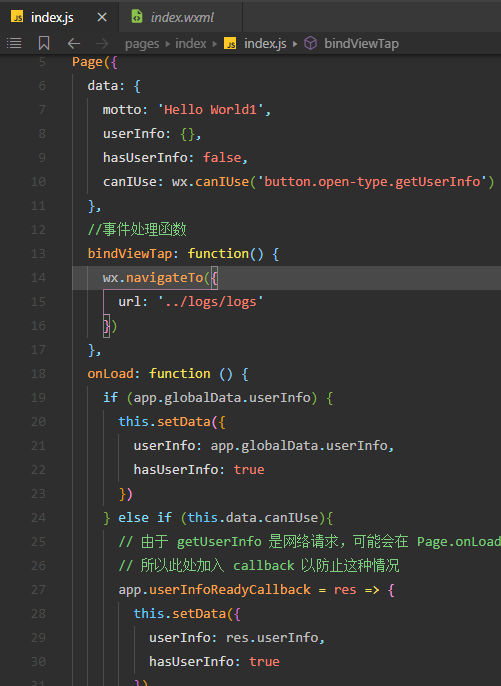 index.js
index.wxml
pages › index › index.js › bindViewTap
5 Page({
6 data: {
7 motto: 'Hello World1',
8 userInfo: {},
9 hasUserInfo: false,
10 canIUse: wx.canIUse('button.open-type.getUserInfo')
11 },
12 //事件处理函数
13 bindViewTap: function() {
14 wx.navigateTo({
15 url: '../logs/logs'
16 })
17 },
18 onLoad: function () {
19 if (app.globalData.userInfo) {
20 this.setData({
21 userInfo: app.globalData.userInfo,
22 hasUserInfo: true
23 })
24 } else if (this.data.canIUse){
25 // 由于 getUserInfo 是网络请求，可能会在 Page.onLoad
26 // 所以此处加入 callback 以防止这种情况
27 app.userInfoReadyCallback = res => {
28 this.setData({
29 userInfo: res.userInfo,
30 hasUserInfo: true
31 })